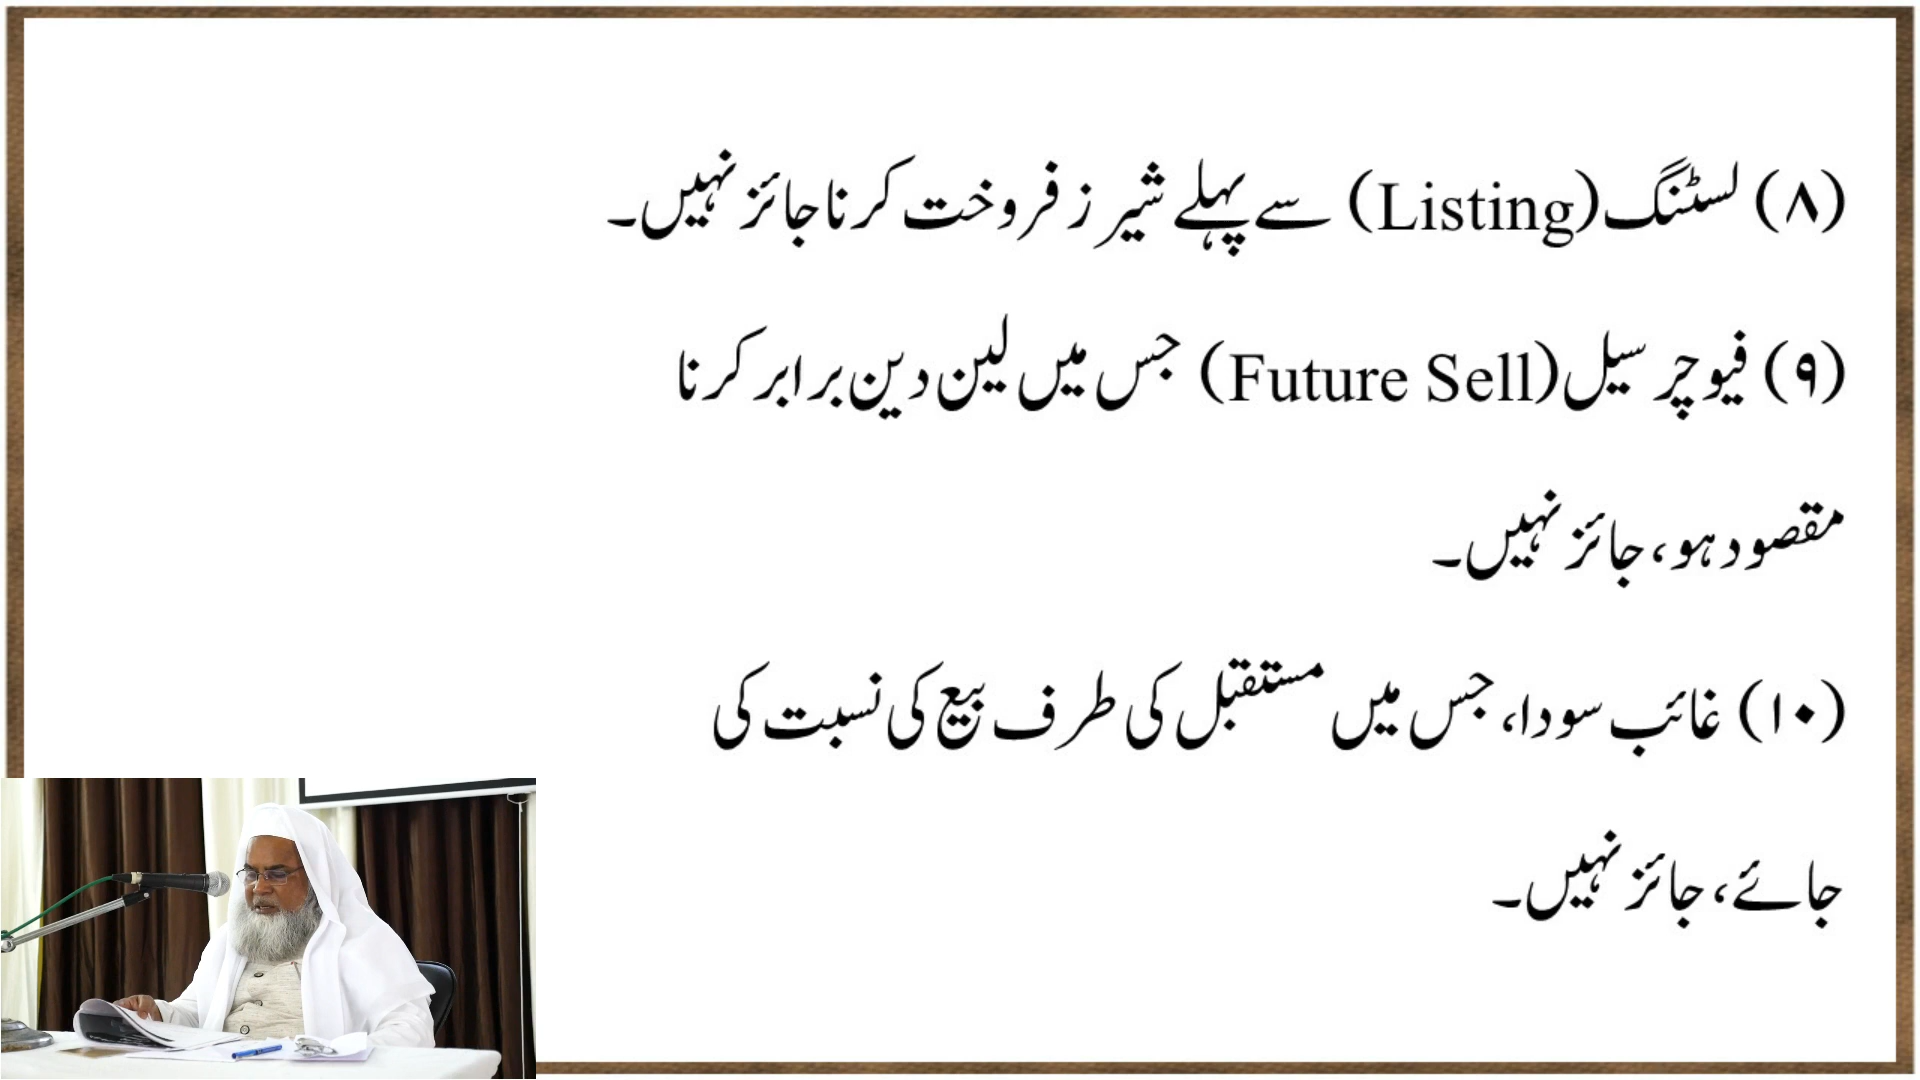 (۸) لسٹنگ(Listing) سے پہلے شیرز فروخت کرنا جائز نہیں۔
(۹) فیوچر سیل(Future Sell) جس میں لین دین برابر کرنا
مقصود ہو، جائز نہیں۔
(۱۰) غائب سودا، جس میں مستقبل کی طرف بیع کی نسبت کی
جائے، جائز نہیں۔